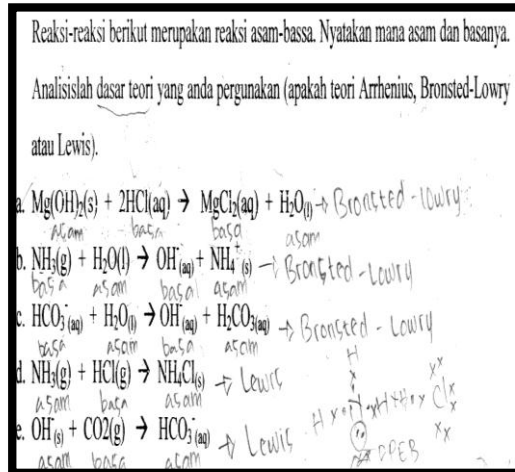 Reaksi-reaksi berikut merupakan reaksi asam-bassa. Nyatakan mana asam dan basanya.
Analisislah dasar teori yang anda pergunakan (apakah teori Arrhenius, Bronsted-Lowry
atau Lewis).
a. Mg(OH)₂(s) + 2HCl(aq) → MgCl₂(aq) + H₂O(l) → Bronsted - lowry
asam basa basa asam
b. NH₃(g) + H₂O(l) → OH⁻(aq) + NH₄⁺(s) → Bronsted - Lowry
basa asam basa asam
c. HCO₃⁻(aq) + H₂O(l) → OH⁻(aq) + H₂CO₃(aq) → Bronsted - Lowry
basa asam basa asam
d. NH₃(g) + HCl(g) → NH₄Cl(s) → Lewis
asam basa asam
e. OH⁻(s) + CO2(g) → HCO₃⁻(aq) → Lewis
asam basa asam